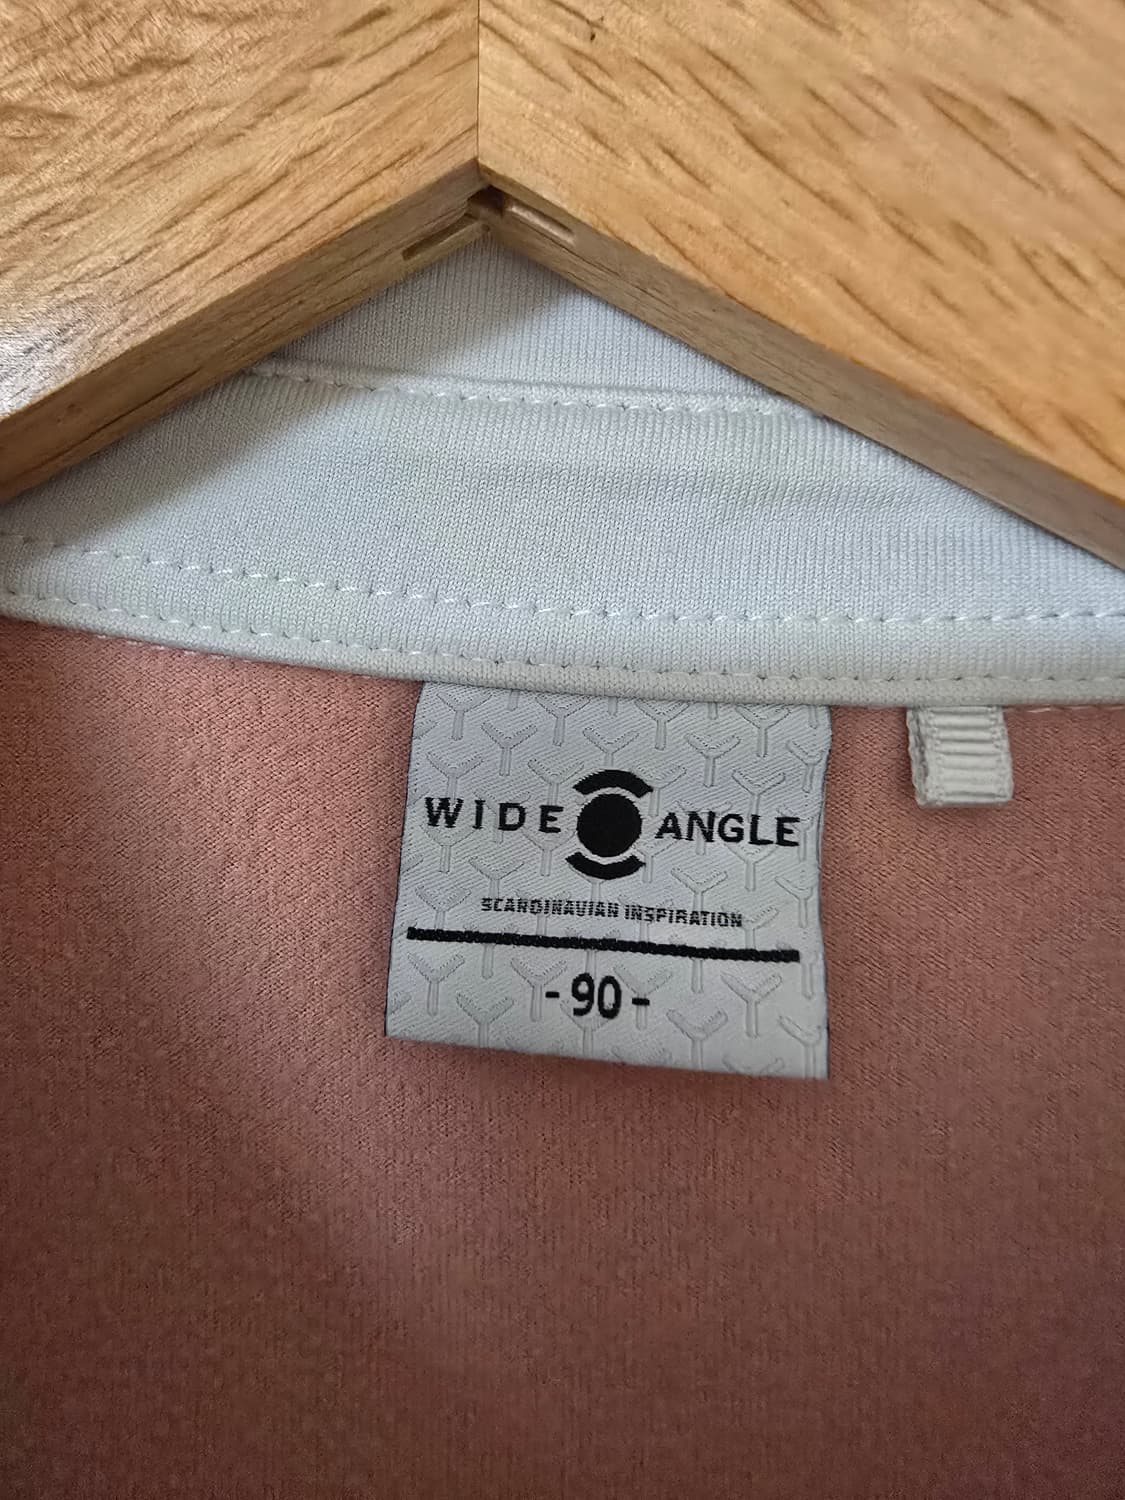 WIDE ANGLE
SCANDINAVIAN INSPIRATION
- 90 -